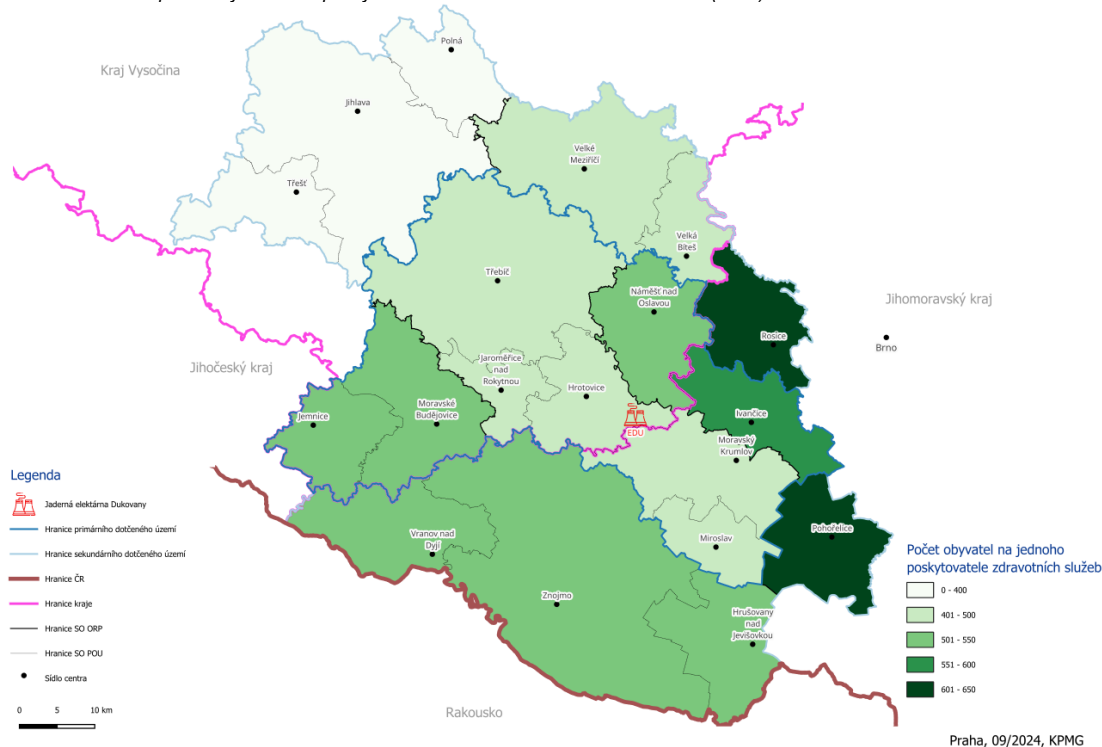 Polná
Kraj Vysočina
Jihlava
Velké
Meziříčí
Třešť
Velká
Bíteš
Třebíč
Náměšť nad
Oslavou
Jihomoravský kraj
Rosice
Brno
Jihočeský kraj
Jaroměřice
nad
Rokytnou
Hrotovice
Moravské
Budějovice
Jemnice
EDU
Ivančice
Moravský
Krumlov
Pohořelice
Vranov nad
Dyjí
Miroslav
Znojmo
Hrušovany
nad
Jevišovkou
Rakousko
Legenda
Jaderná elektárna Dukovany
Hranice primárního dotčeného území
Hranice sekundárního dotčeného území
Hranice ČR
Hranice kraje
Hranice SO ORP
Hranice SO POU
Sídlo centra
0 5 10 km
Počet obyvatel na jednoho
poskytovatele zdravotních služeb
0 - 400
401 - 500
501 - 550
551 - 600
601 - 650
Praha, 09/2024, KPMG